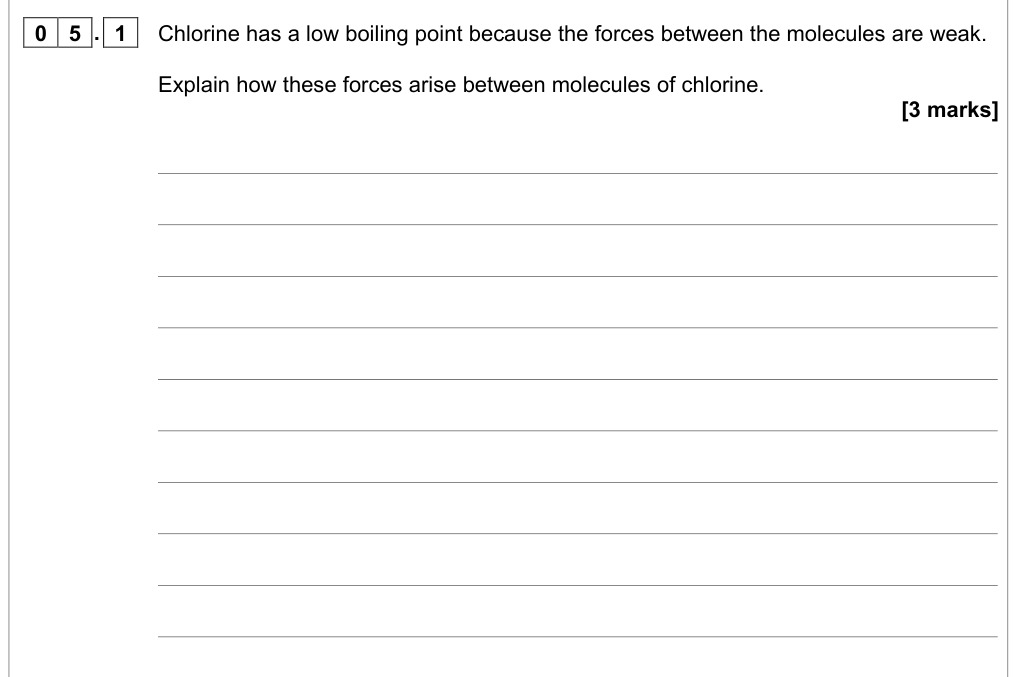 0 5 . 1 Chlorine has a low boiling point because the forces between the molecules are weak.
Explain how these forces arise between molecules of chlorine.
[3 marks]